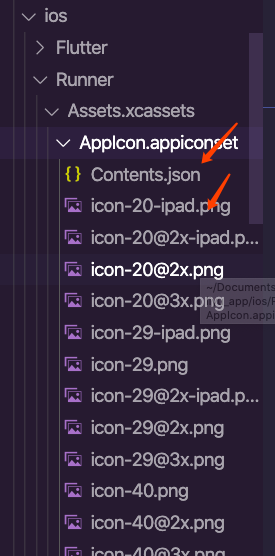 ios
Flutter
Runner
Assets.xcassets
AppIcon.appiconset
{ } Contents.json
icon-20-ipad.png
icon-20@2x-ipad.p...
icon-20@2x.png
icon-20@3x.png
~/Documents
icon-29-ipad.png
_app/ios/
icon-29.png
AppIcon.appi
icon-29@2x-ipad.p...
icon-29@2x.png
icon-29@3x.png
icon-40.png
icon-40@2x.png
icon-40@3x.png